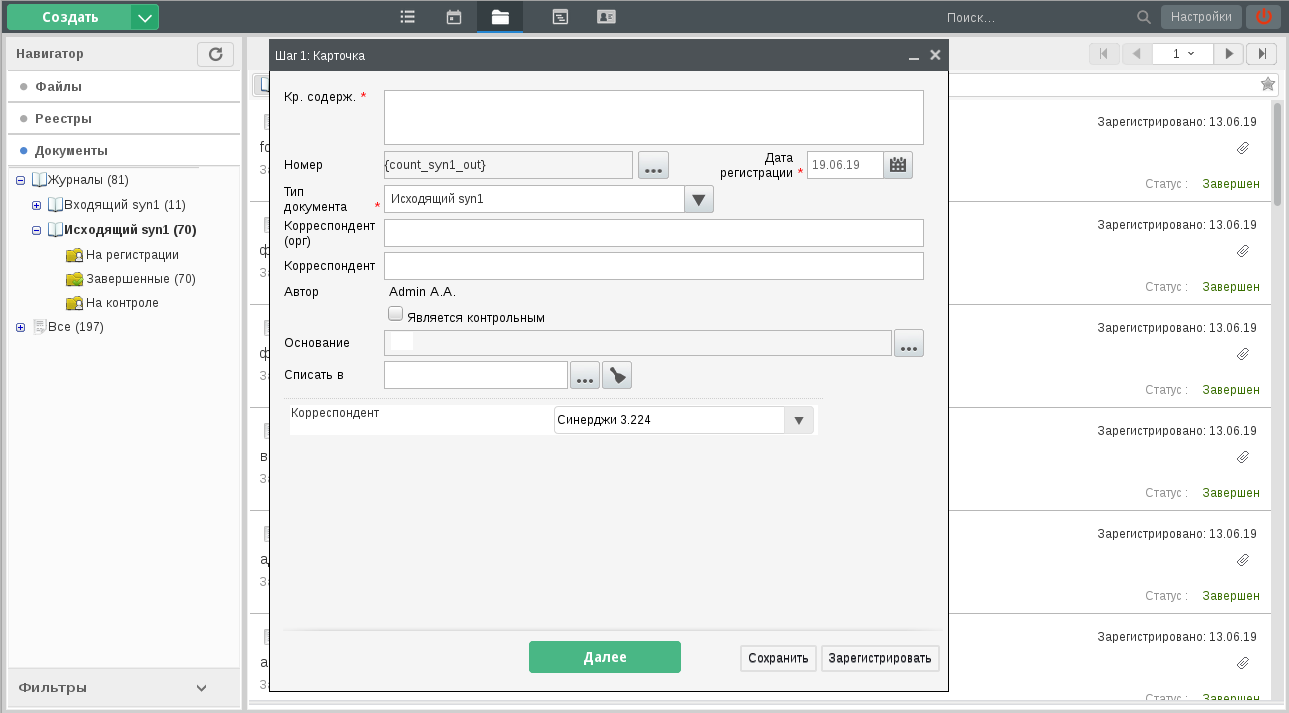 Создать
Поиск...
Настройки
Навигатор
1
Файлы
Реестры
Документы
Журналы (81)
Входящий syn1 (11)
Исходящий syn1 (70)
На регистрации
Завершенные (70)
На контроле
Все (197)
Фильтры
Шаг 1: Карточка
Кр. содерж. *
Номер
{count_syn1_out}
...
Дата
регистрации *
19.06.19
Тип
документа *
Исходящий syn1
Корреспондент
(орг)
Корреспондент
Автор
Admin A.A.
Является контрольным
Основание
...
Списать в
...
Корреспондент
Синерджи 3.224
Далее
Сохранить
Зарегистрировать
Зарегистрировано: 13.06.19
Статус : Завершен
Зарегистрировано: 13.06.19
Статус : Завершен
Зарегистрировано: 13.06.19
Статус : Завершен
Зарегистрировано: 13.06.19
Статус : Завершен
Зарегистрировано: 13.06.19
Статус : Завершен
Зарегистрировано: 13.06.19
Статус : Завершен